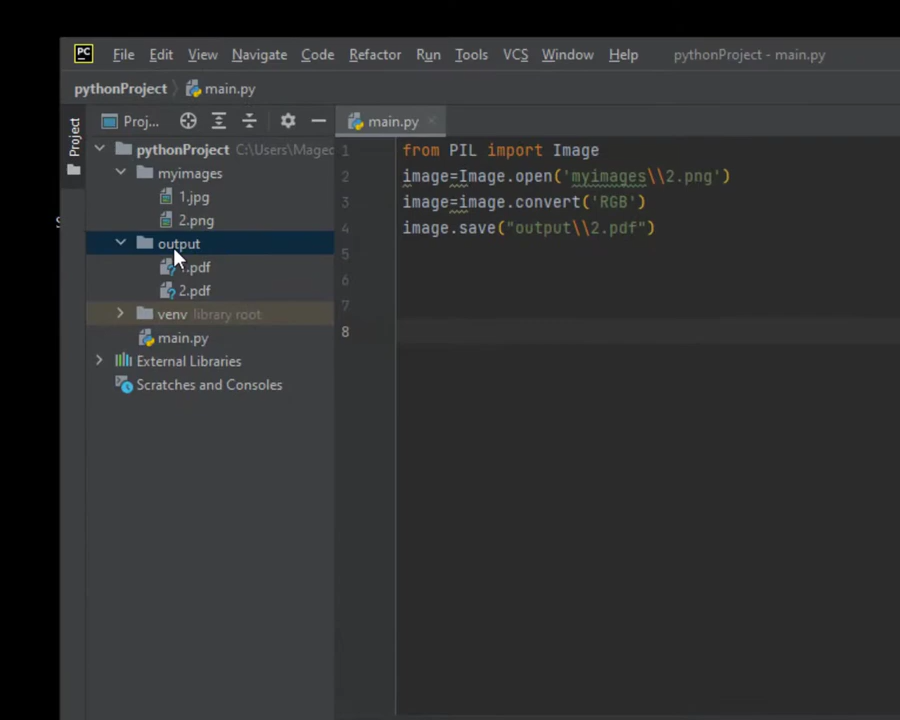 PC File Edit View Navigate Code Refactor Run Tools VCS Window Help pythonProject - main.py
pythonProject main.py
Project
Proj... main.py
pythonProject C:\Users\Maged
myimages
1.jpg
2.png
output
.pdf
2.pdf
venv library root
main.py
External Libraries
Scratches and Consoles
1 from PIL import Image
2 image=Image.open('myimages\\2.png')
3 image=image.convert('RGB')
4 image.save("output\\2.pdf")
5
6
7
8